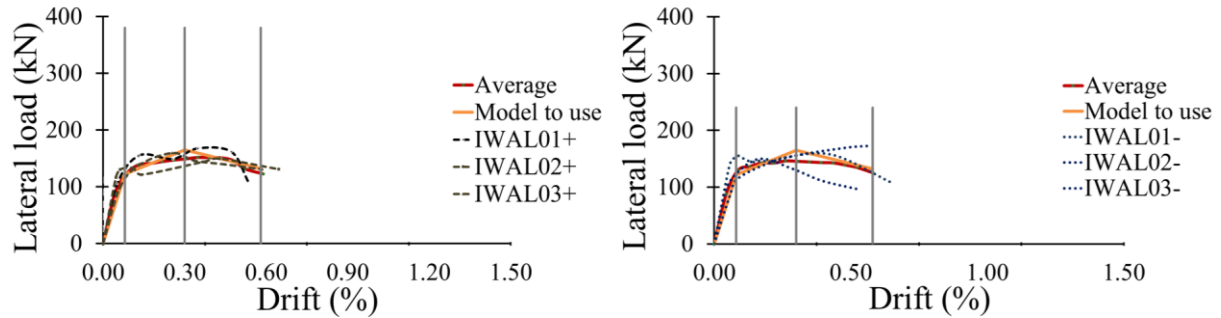 Lateral load (kN)
400
300
200
100
0
0.00 0.30 0.60 0.90 1.20 1.50
Drift (%)
Average
Model to use
IWAL01+
IWAL02+
IWAL03+
Lateral load (kN)
400
300
200
100
0
0.00 0.50 1.00 1.50
Drift (%)
Average
Model to use
IWAL01-
IWAL02-
IWAL03-